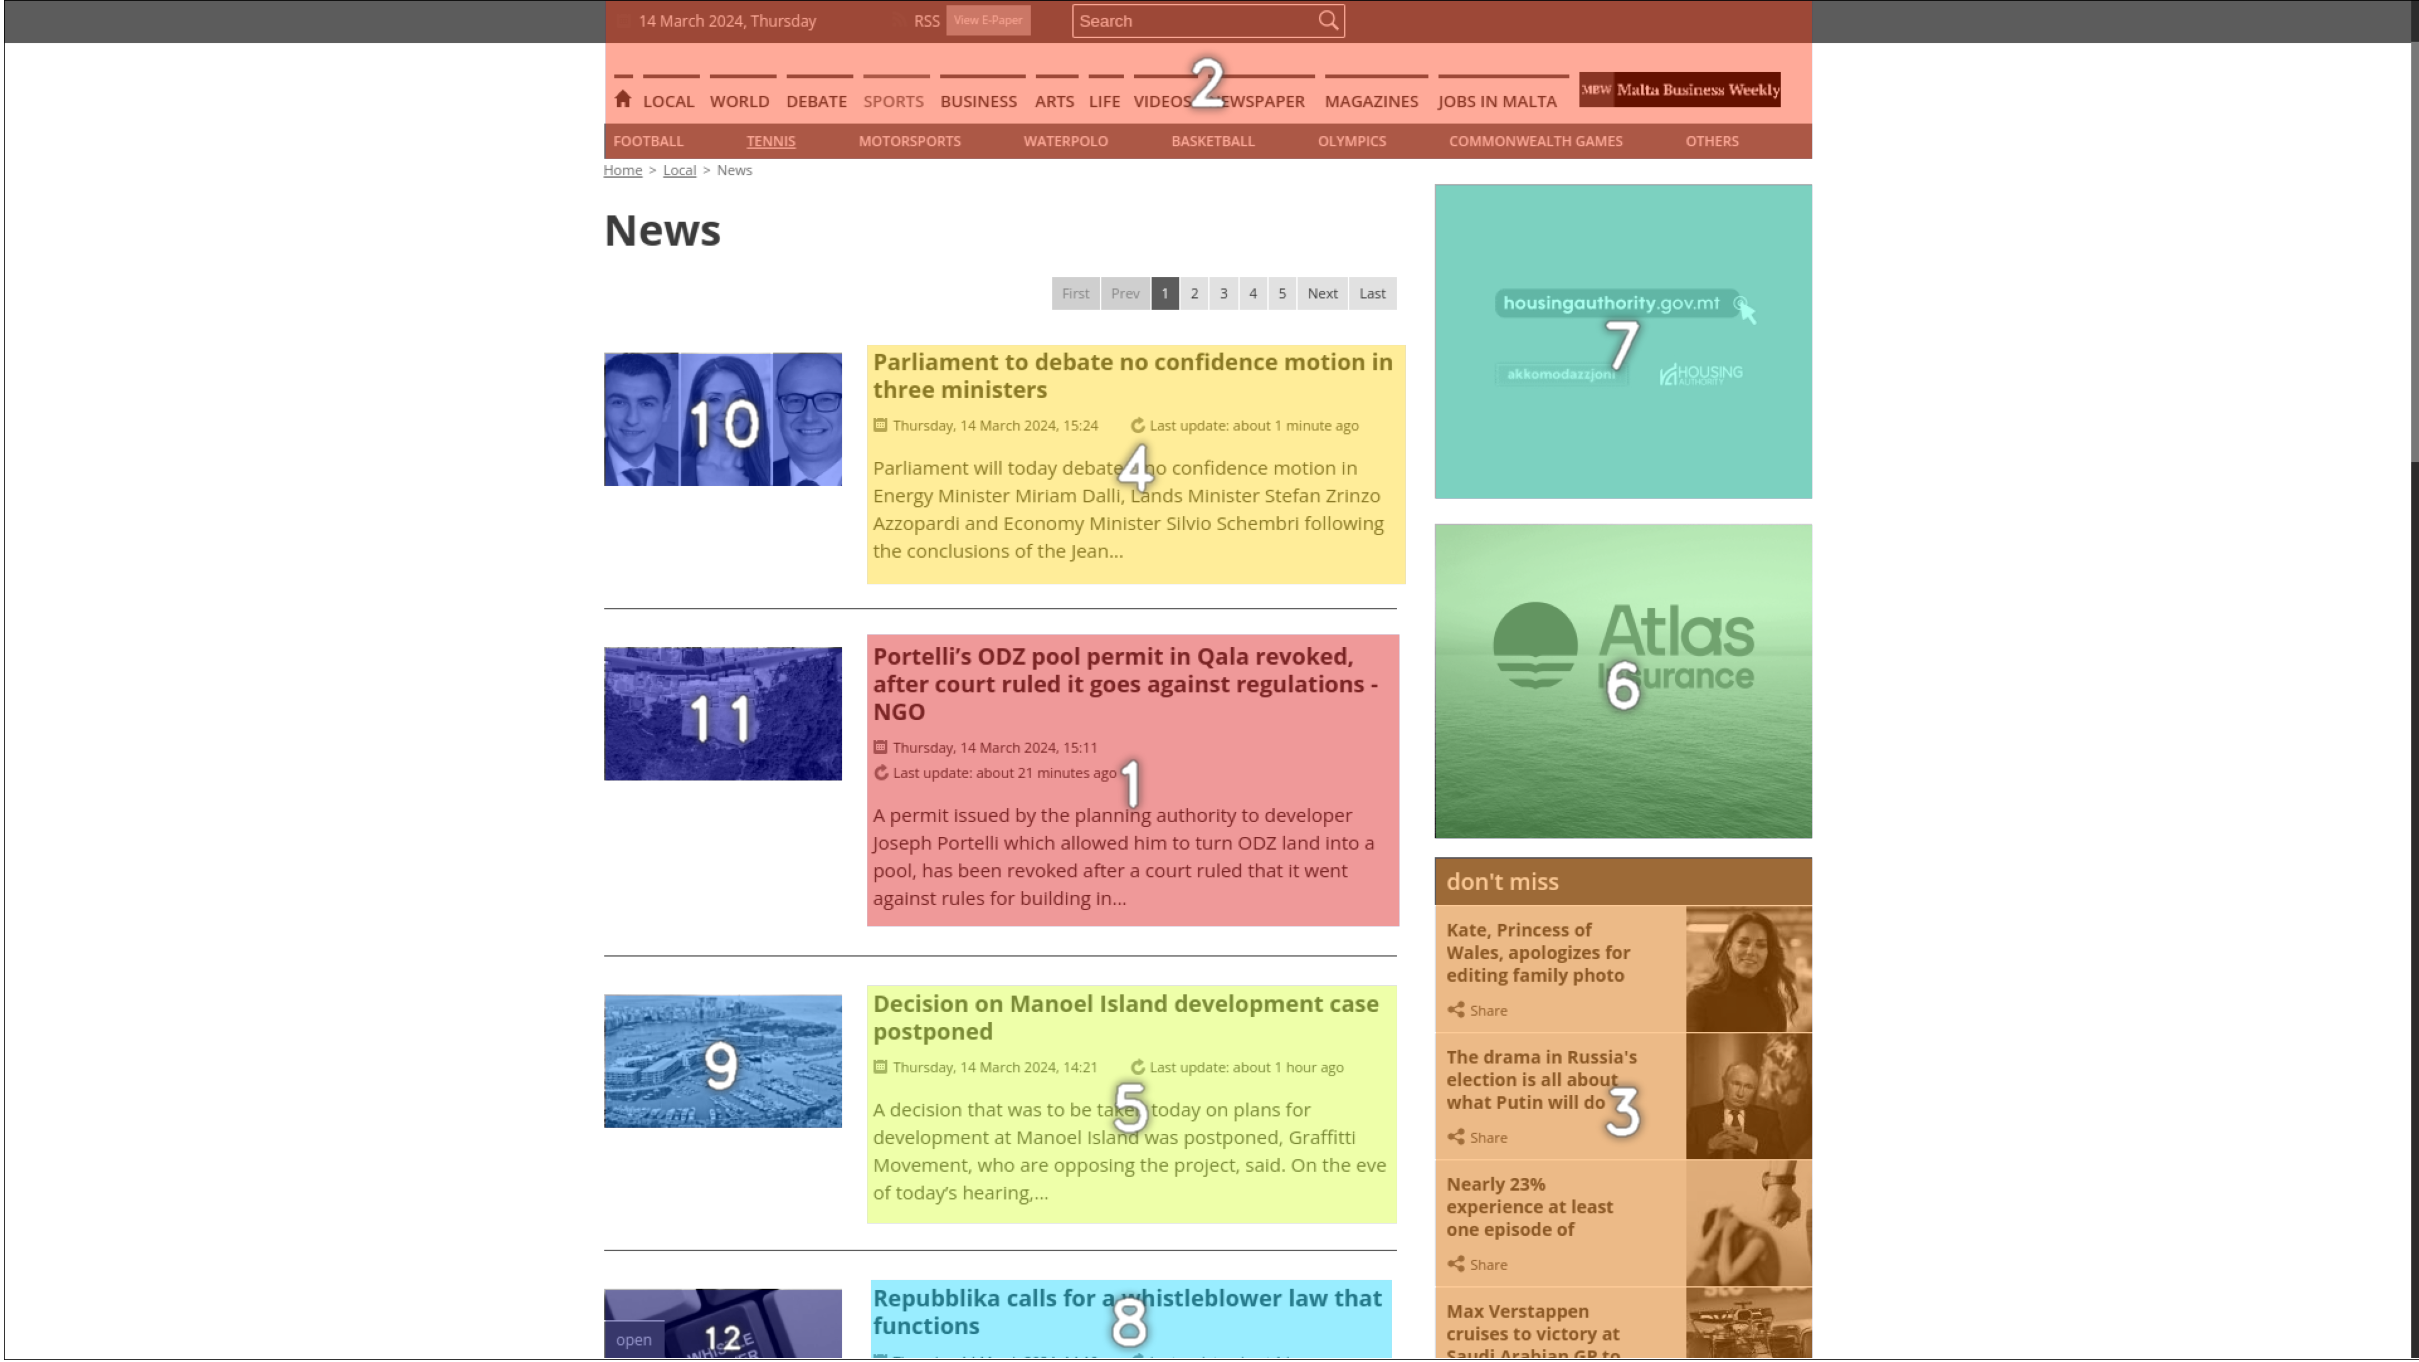 14 March 2024, Thursday
RSS
View E-Paper
Search
LOCAL WORLD DEBATE SPORTS BUSINESS ARTS LIFE VIDEOS NEWSPAPER MAGAZINES JOBS IN MALTA MBW Malta Business Weekly
2
FOOTBALL TENNIS MOTORSPORTS WATERPOLO BASKETBALL OLYMPICS COMMONWEALTH GAMES OTHERS
Home > Local > News
News
First Prev 1 2 3 4 5 Next Last
10
Parliament to debate no confidence motion in
three ministers
Thursday, 14 March 2024, 15:24 Last update: about 1 minute ago
4
Parliament will today debate no confidence motion in
Energy Minister Miriam Dalli, Lands Minister Stefan Zrinzo
Azzopardi and Economy Minister Silvio Schembri following
the conclusions of the Jean...
11
Portelli's ODZ pool permit in Qala revoked,
after court ruled it goes against regulations -
NGO
Thursday, 14 March 2024, 15:11
Last update: about 21 minutes ago
1
A permit issued by the planning authority to developer
Joseph Portelli which allowed him to turn ODZ land into a
pool, has been revoked after a court ruled that it went
against rules for building in...
9
Decision on Manoel Island development case
postponed
Thursday, 14 March 2024, 14:21 Last update: about 1 hour ago
5
A decision that was to be taken today on plans for
development at Manoel Island was postponed, Graffitti
Movement, who are opposing the project, said. On the eve
of today's hearing,...
open
12
Repubblika calls for a whistleblower law that
functions
8
housingauthority.gov.mt
7
akkomodazzjoni
HOUSING
AUTHORITY
Atlas
Insurance
6
don't miss
Kate, Princess of
Wales, apologizes for
editing family photo
Share
The drama in Russia's
election is all about
what Putin will do
3
Share
Nearly 23%
experience at least
one episode of
Share
Max Verstappen
cruises to victory at
Saudi Arabian GP to